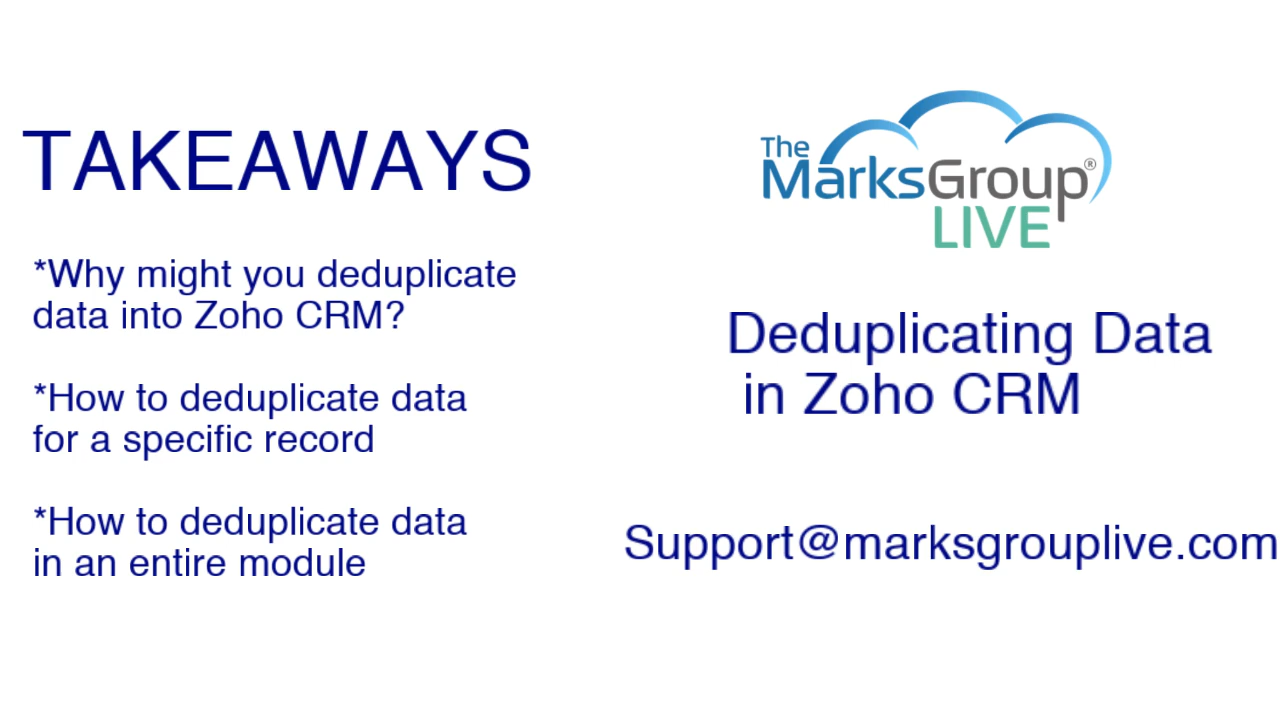 TAKEAWAYS
*Why might you deduplicate
data into Zoho CRM?
*How to deduplicate data
for a specific record
*How to deduplicate data
in an entire module
The
MarksGroup®
LIVE
Deduplicating Data
in Zoho CRM
Support@marksgrouplive.com